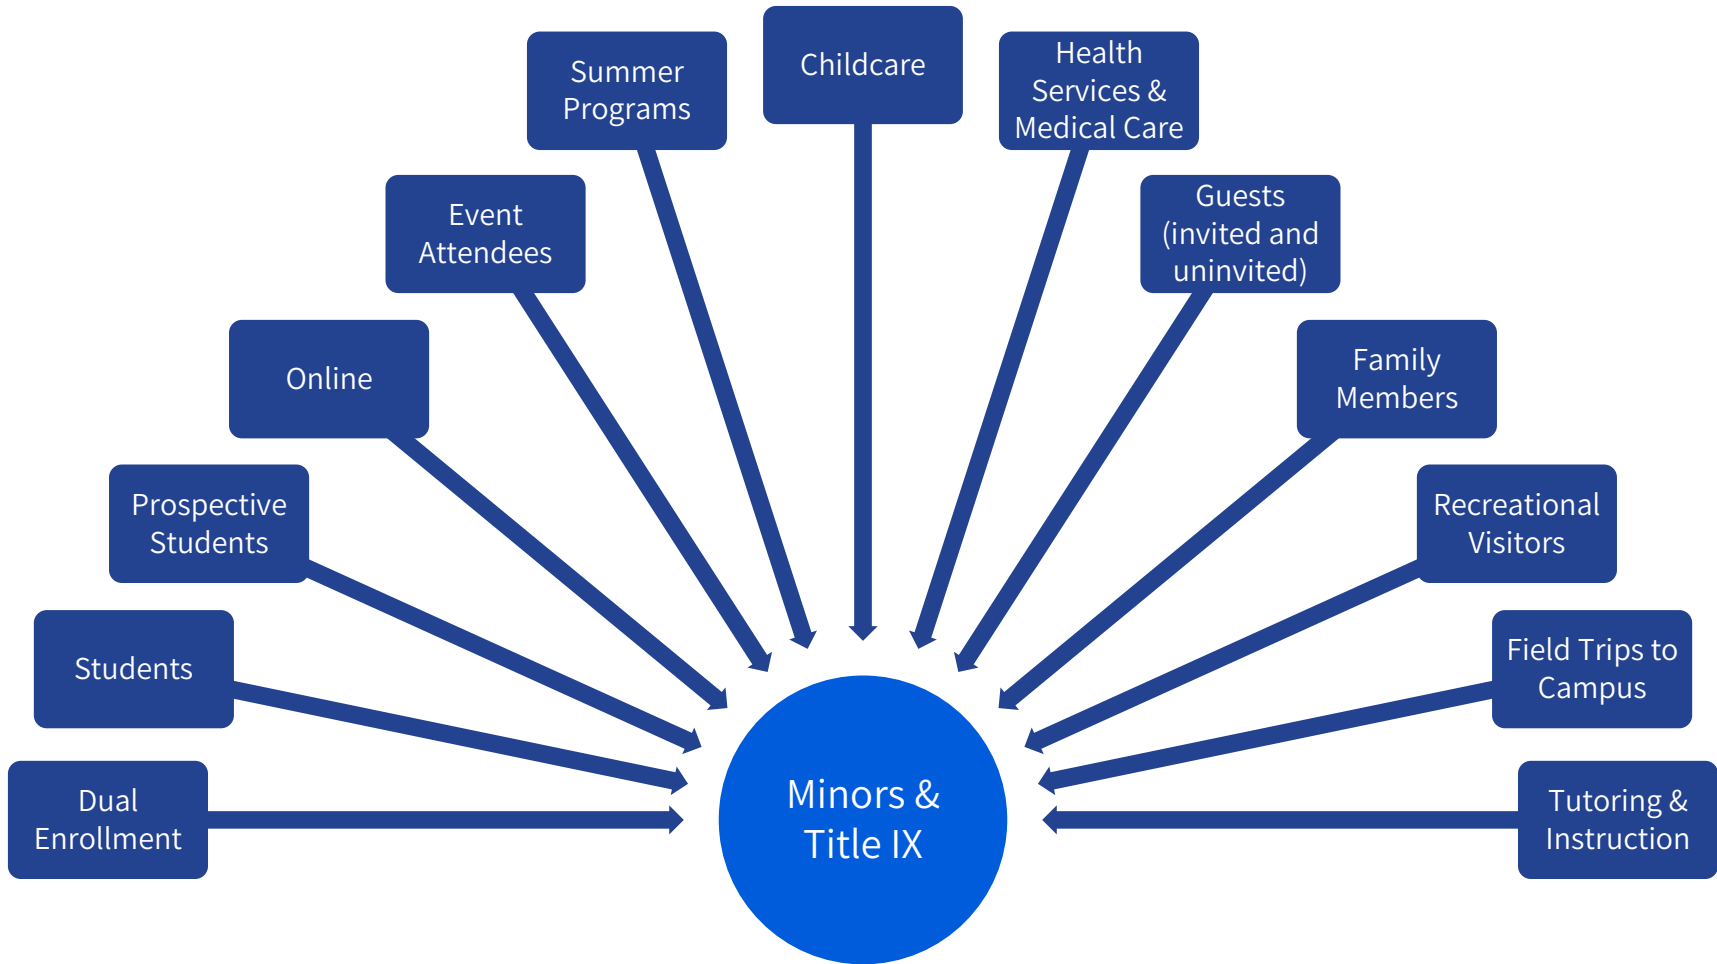 Childcare
Summer
Programs
Health
Services &
Medical Care
Event
Attendees
Guests
(invited and
uninvited)
Online
Family
Members
Prospective
Students
Recreational
Visitors
Students
Field Trips to
Campus
Dual
Enrollment
Minors &
Title IX
Tutoring &
Instruction